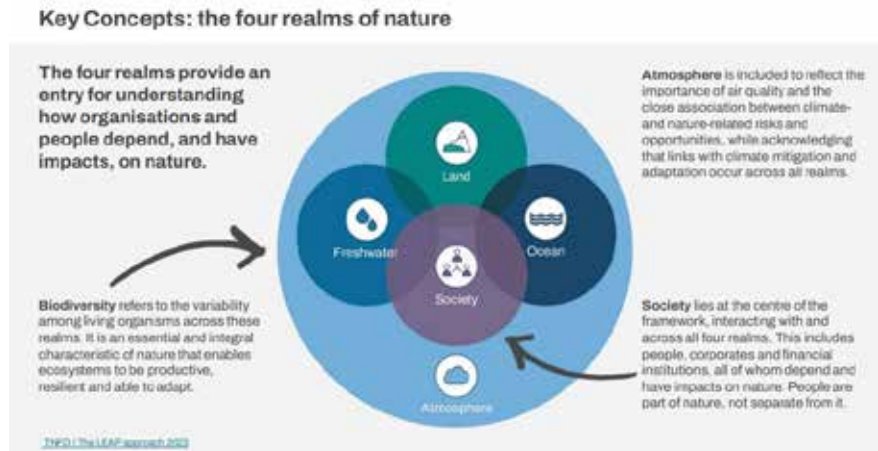 Key Concepts: the four realms of nature
The four realms provide an
entry for understanding
how organisations and
people depend, and have
impacts, on nature.
Atmosphere is included to reflect the
importance of air quality and the
close association between climate-
and nature-related risks and
opportunities, while acknowledging
that links with climate mitigation and
adaptation occur across all realms.
Land
Freshwater
Ocean
Society
Atmosphere
Biodiversity refers to the variability
among living organisms across these
realms. It is an essential and integral
characteristic of nature that enables
ecosystems to be productive,
resilient and able to adapt.
Society lies at the centre of the
framework, interacting with and
across all four realms. This includes
people, corporates and financial
institutions, all of whom depend and
have impacts on nature. People are
part of nature, not separate from it.
TNFD | The LEAP approach 2023